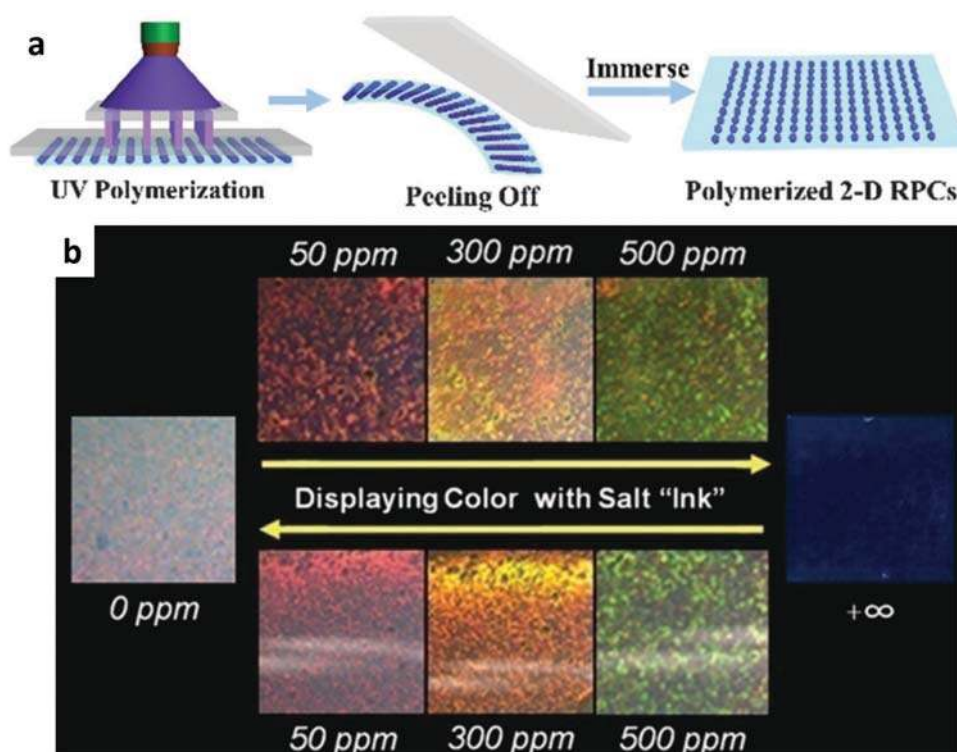 a
Immerse
UV Polymerization
Peeling Off
Polymerized 2-D RPCs
b
50 ppm 300 ppm 500 ppm
Displaying Color with Salt “Ink”
0 ppm
+∞
50 ppm 300 ppm 500 ppm